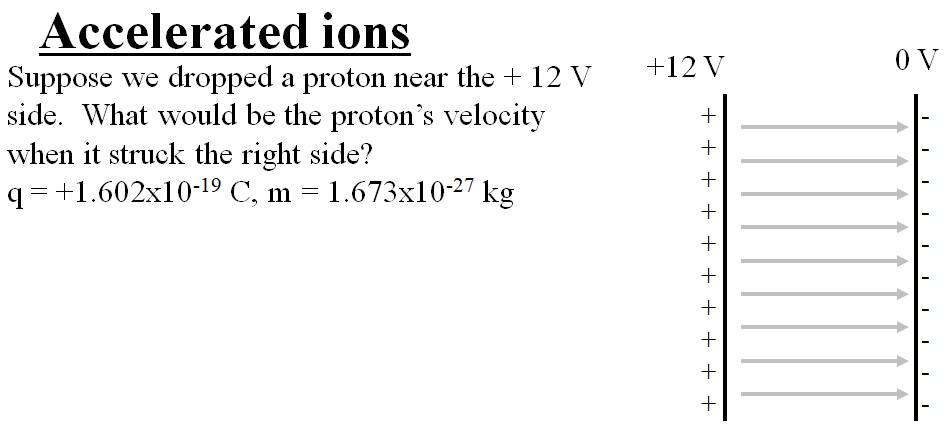 Accelerated ions
Suppose we dropped a proton near the + 12 V
side.  What would be the proton’s velocity
when it struck the right side?
q = +1.602x10⁻¹⁹ C, m = 1.673x10⁻²⁷ kg
+12 V
0 V
+ -
+ -
+ -
+ -
+ -
+ -
+ -
+ -
+ -
+ -